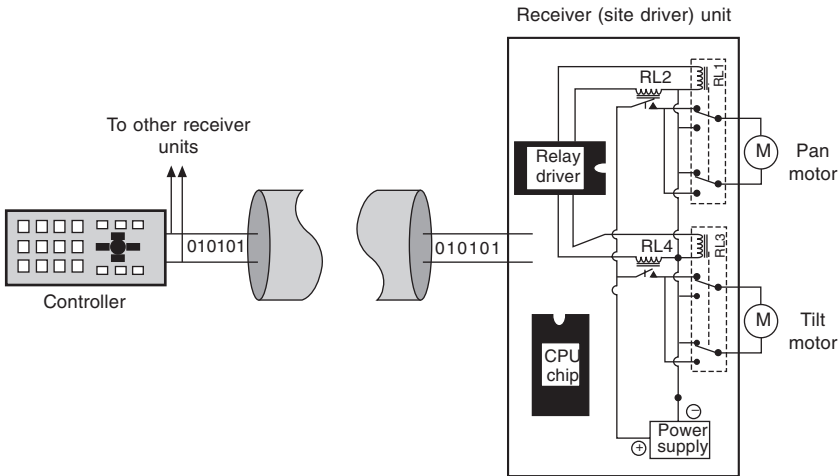 Receiver (site driver) unit
RL2
RL1
To other receiver
units
Relay
driver
M
Pan
motor
010101
010101
RL4
RL3
Controller
M
Tilt
motor
CPU
chip
−
+
Power
supply